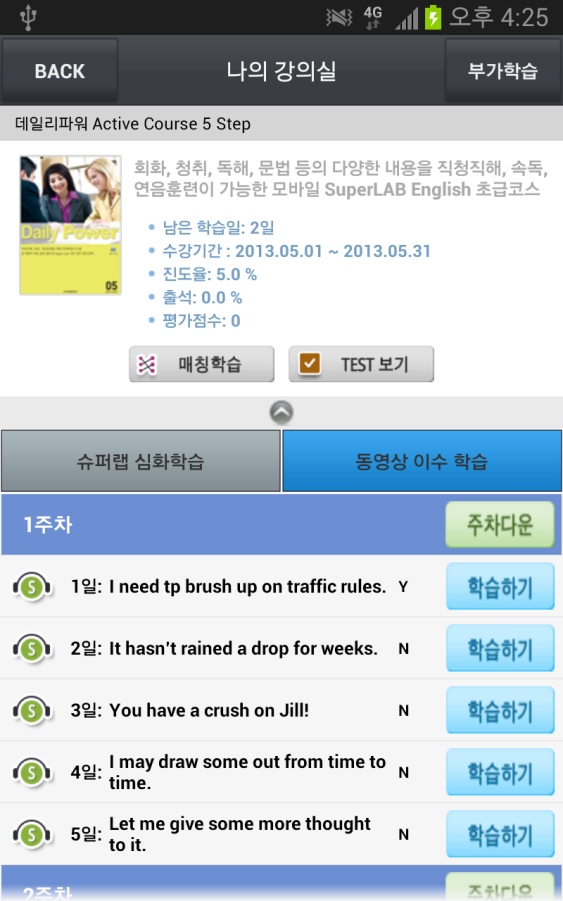 4G 오후 4:25
BACK 나의 강의실 부가학습
데일리파워 Active Course 5 Step
회화, 청취, 독해, 문법 등의 다양한 내용을 직청직해, 속독,
연음훈련이 가능한 모바일 SuperLAB English 초급코스
Daily Power
05
• 남은 학습일: 2일
• 수강기간 : 2013.05.01 ~ 2013.05.31
• 진도율: 5.0 %
• 출석: 0.0 %
• 평가점수: 0
매칭학습 TEST 보기
슈퍼랩 심화학습 동영상 이수 학습
1주차 주차다운
S 1일: I need tp brush up on traffic rules. Y 학습하기
S 2일: It hasn't rained a drop for weeks. N 학습하기
S 3일: You have a crush on Jill! N 학습하기
S 4일: I may draw some out from time to
time. N 학습하기
S 5일: Let me give some more thought
to it. N 학습하기
2주차 주차다운